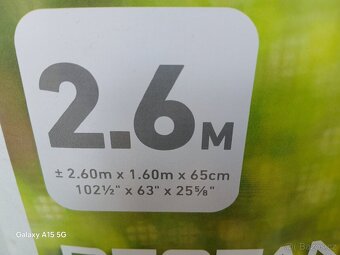 2.6M
± 2.60m x 1.60m x 65cm
102½" x 63" x 25⅝"
Galaxy A15 5G